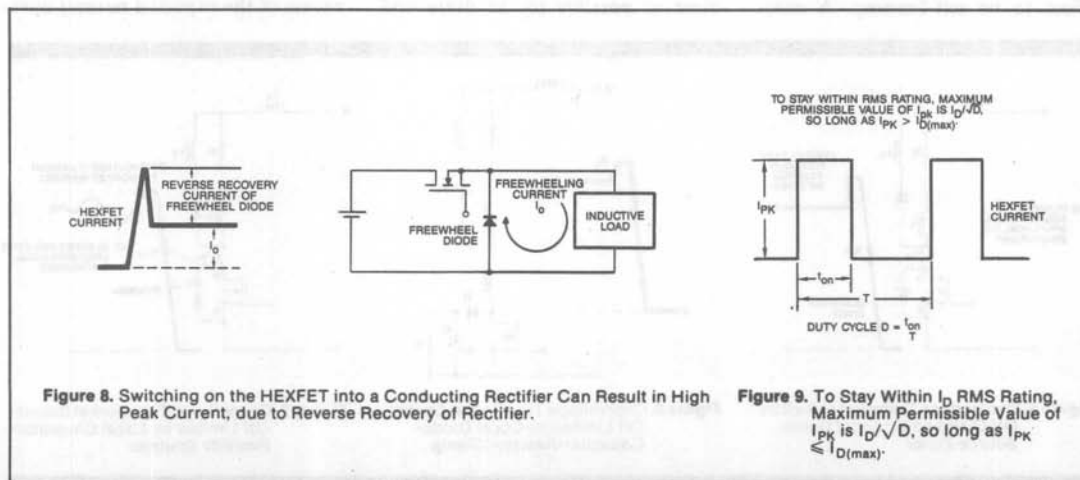 HEXFET
CURRENT
REVERSE RECOVERY
CURRENT OF
FREEWHEEL DIODE
I₀
FREEWHEELING
CURRENT
I₀
FREEWHEEL
DIODE
INDUCTIVE
LOAD
TO STAY WITHIN RMS RATING, MAXIMUM
PERMISSIBLE VALUE OF Ipk IS ID/√D,
SO LONG AS IPK > ID(max).
IPK
HEXFET
CURRENT
ton
T
DUTY CYCLE D = ton/T
Figure 8. Switching on the HEXFET into a Conducting Rectifier Can Result in High
Peak Current, due to Reverse Recovery of Rectifier.
Figure 9. To Stay Within ID RMS Rating,
Maximum Permissible Value of
IPK is ID/√D, so long as IPK
≤ ID(max).